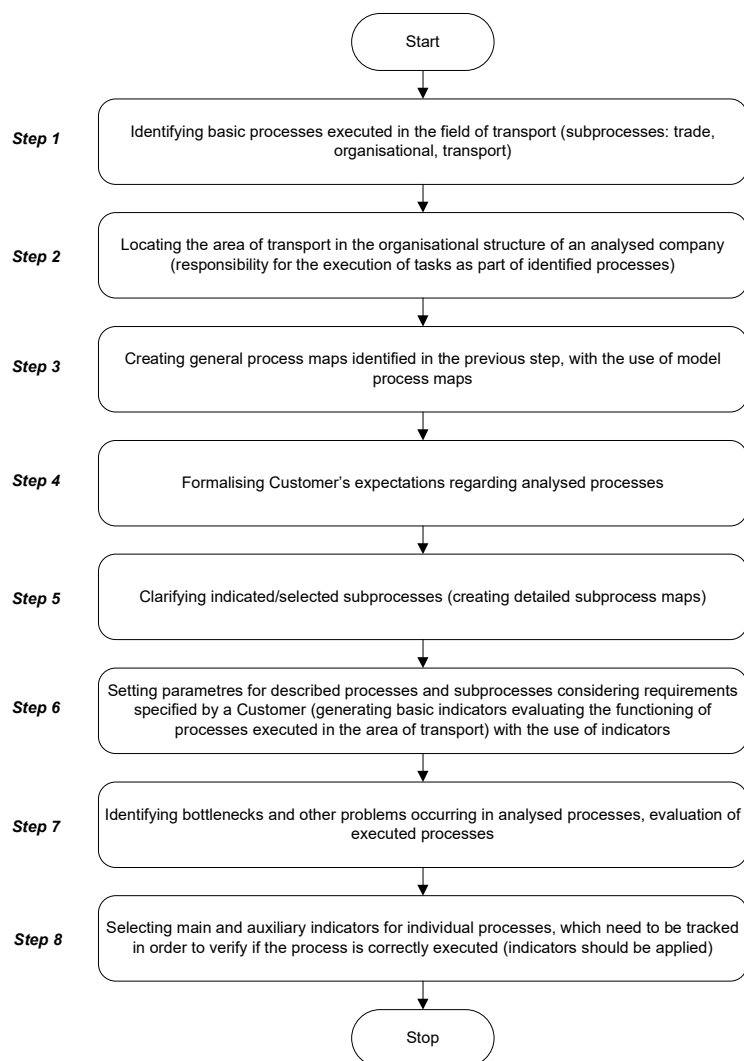 Start
Step 1
Identifying basic processes executed in the field of transport (subprocesses: trade,
organisational, transport)
Step 2
Locating the area of transport in the organisational structure of an analysed company
(responsibility for the execution of tasks as part of identified processes)
Step 3
Creating general process maps identified in the previous step, with the use of model
process maps
Step 4
Formalising Customer's expectations regarding analysed processes
Step 5
Clarifying indicated/selected subprocesses (creating detailed subprocess maps)
Step 6
Setting parametres for described processes and subprocesses considering requirements
specified by a Customer (generating basic indicators evaluating the functioning of
processes executed in the area of transport) with the use of indicators
Step 7
Identifying bottlenecks and other problems occurring in analysed processes, evaluation of
executed processes
Step 8
Selecting main and auxiliary indicators for individual processes, which need to be tracked
in order to verify if the process is correctly executed (indicators should be applied)
Stop